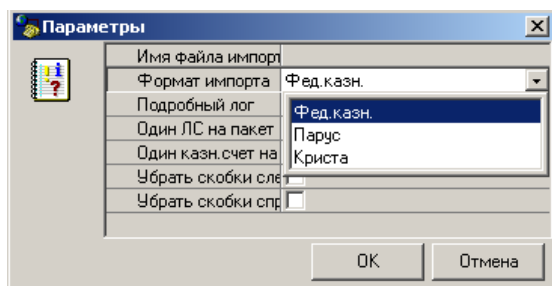 Параметры
Имя файла импорт
Формат импорта Фед.казн.
Подробный лог Фед.казн.
Один ЛС на пакет Парус
Один казн.счет на Криста
Убрать скобки сле
Убрать скобки спр
OK Отмена